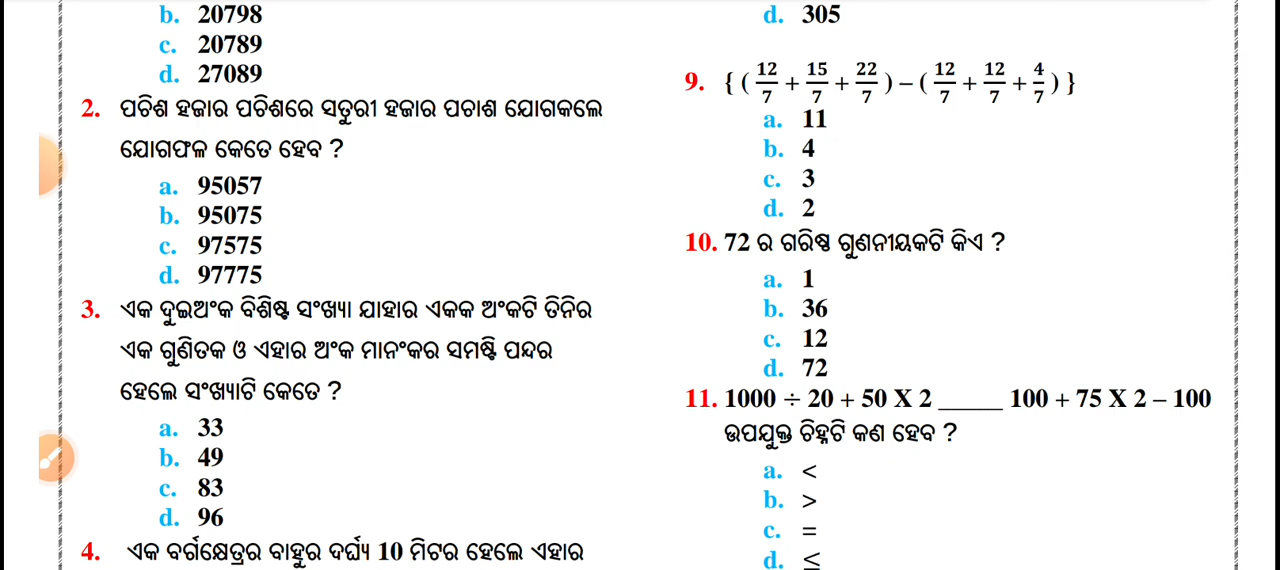 b. 20798
c. 20789
d. 27089
2. ପଚିଶ ହଜାର ପଚିଶରେ ସତୁରୀ ହଜାର ପଚାଶ ଯୋଗକଲେ
ଯୋଗଫଳ କେତେ ହେବ ?
a. 95057
b. 95075
c. 97575
d. 97775
3. ଏକ ଦୁଇଅଂକ ବିଶିଷ୍ଟ ସଂଖ୍ୟା ଯାହାର ଏକକ ଅଂକଟି ତିନିର
ଏକ ଗୁଣିତକ ଓ ଏହାର ଅଂକ ମାନଂକର ସମଷ୍ଟି ପନ୍ଦର
ହେଲେ ସଂଖ୍ୟାଟି କେତେ ?
a. 33
b. 49
c. 83
d. 96
4. ଏକ ବର୍ଗକ୍ଷେତ୍ରର ବାହୁର ଦର୍ଘ୍ୟ 10 ମିଟର ହେଲେ ଏହାର
d. 305
9. { ( 12/7 + 15/7 + 22/7 ) – ( 12/7 + 12/7 + 4/7 ) }
a. 11
b. 4
c. 3
d. 2
10. 72 ର ଗରିଷ୍ଠ ଗୁଣନୀୟକଟି କିଏ ?
a. 1
b. 36
c. 12
d. 72
11. 1000 ÷ 20 + 50 X 2 _____ 100 + 75 X 2 – 100
ଉପଯୁକ୍ତ ଚିହ୍ନଟି କଣ ହେବ ?
a. <
b. >
c. =
d. ≤